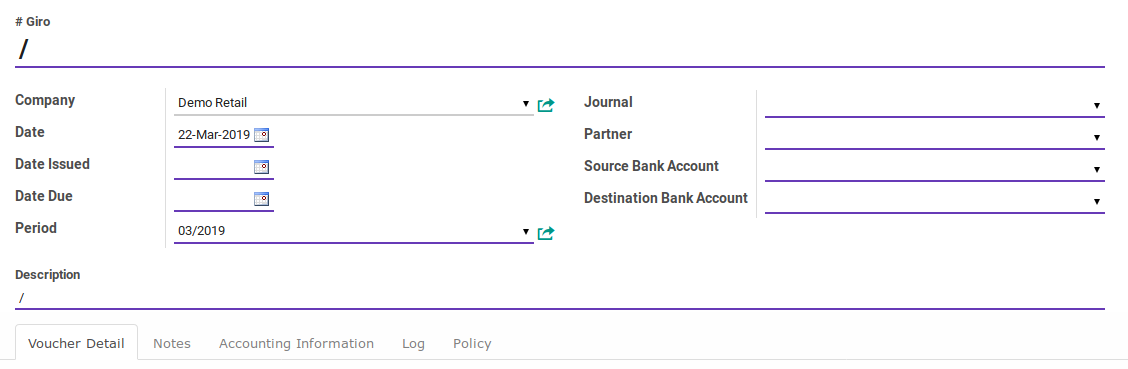 # Giro
/
Company Demo Retail
Date 22-Mar-2019
Date Issued
Date Due
Period 03/2019
Journal
Partner
Source Bank Account
Destination Bank Account
Description
/
Voucher Detail Notes Accounting Information Log Policy